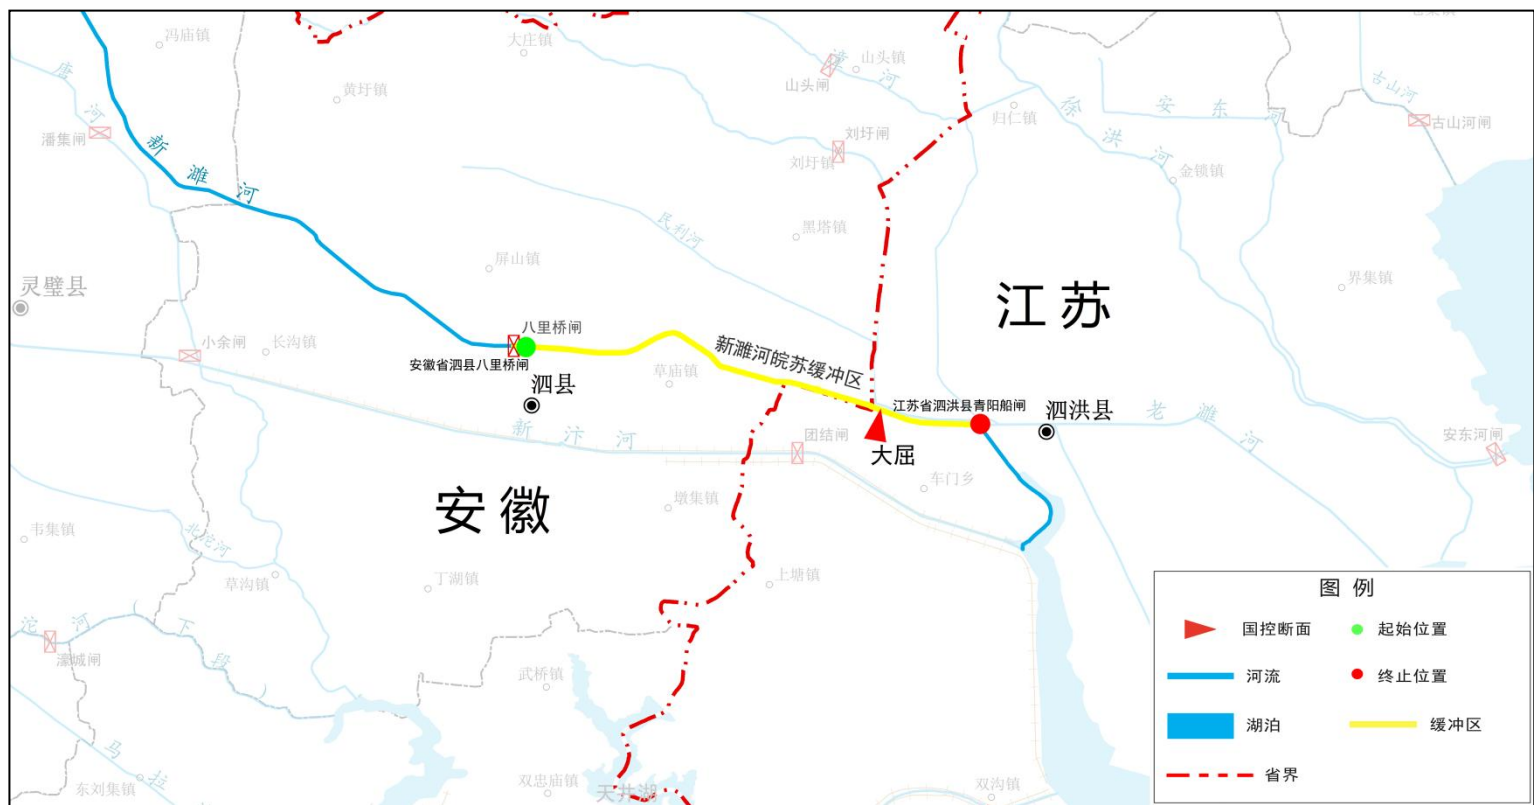 冯庙镇
大庄镇
山头镇
山头闸
漳河
唐河
黄圩镇
潘集闸
刘圩闸
刘圩镇
归仁镇
徐洪河
安东河
古山河
古山河闸
金锁镇
新濉河
民利河
黑塔镇
屏山镇
界集镇
灵璧县
江苏
小余闸
长沟镇
八里桥闸
安徽省泗县八里桥闸
泗县
草庙镇
新濉河皖苏缓冲区
江苏省泗洪县青阳船闸
泗洪县
老濉河
新汴河
团结闸
大屈
安东河闸
车门乡
安徽
墩集镇
韦集镇
北沱河
草沟镇
丁湖镇
上塘镇
沱河下段
濠城闸
武桥镇
马拉
东刘集镇
双忠庙镇
天井湖
双沟镇
图例
国控断面
起始位置
河流
终止位置
湖泊
缓冲区
省界